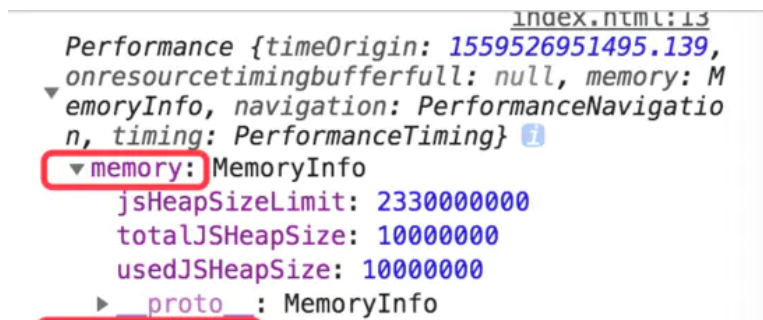 index.html:13
Performance {timeOrigin: 1559526951495.139,
onresourcetimingbufferfull: null, memory: M
emoryInfo, navigation: PerformanceNavigatio
n, timing: PerformanceTiming} i
memory: MemoryInfo
jsHeapSizeLimit: 2330000000
totalJSHeapSize: 10000000
usedJSHeapSize: 10000000
__proto__: MemoryInfo